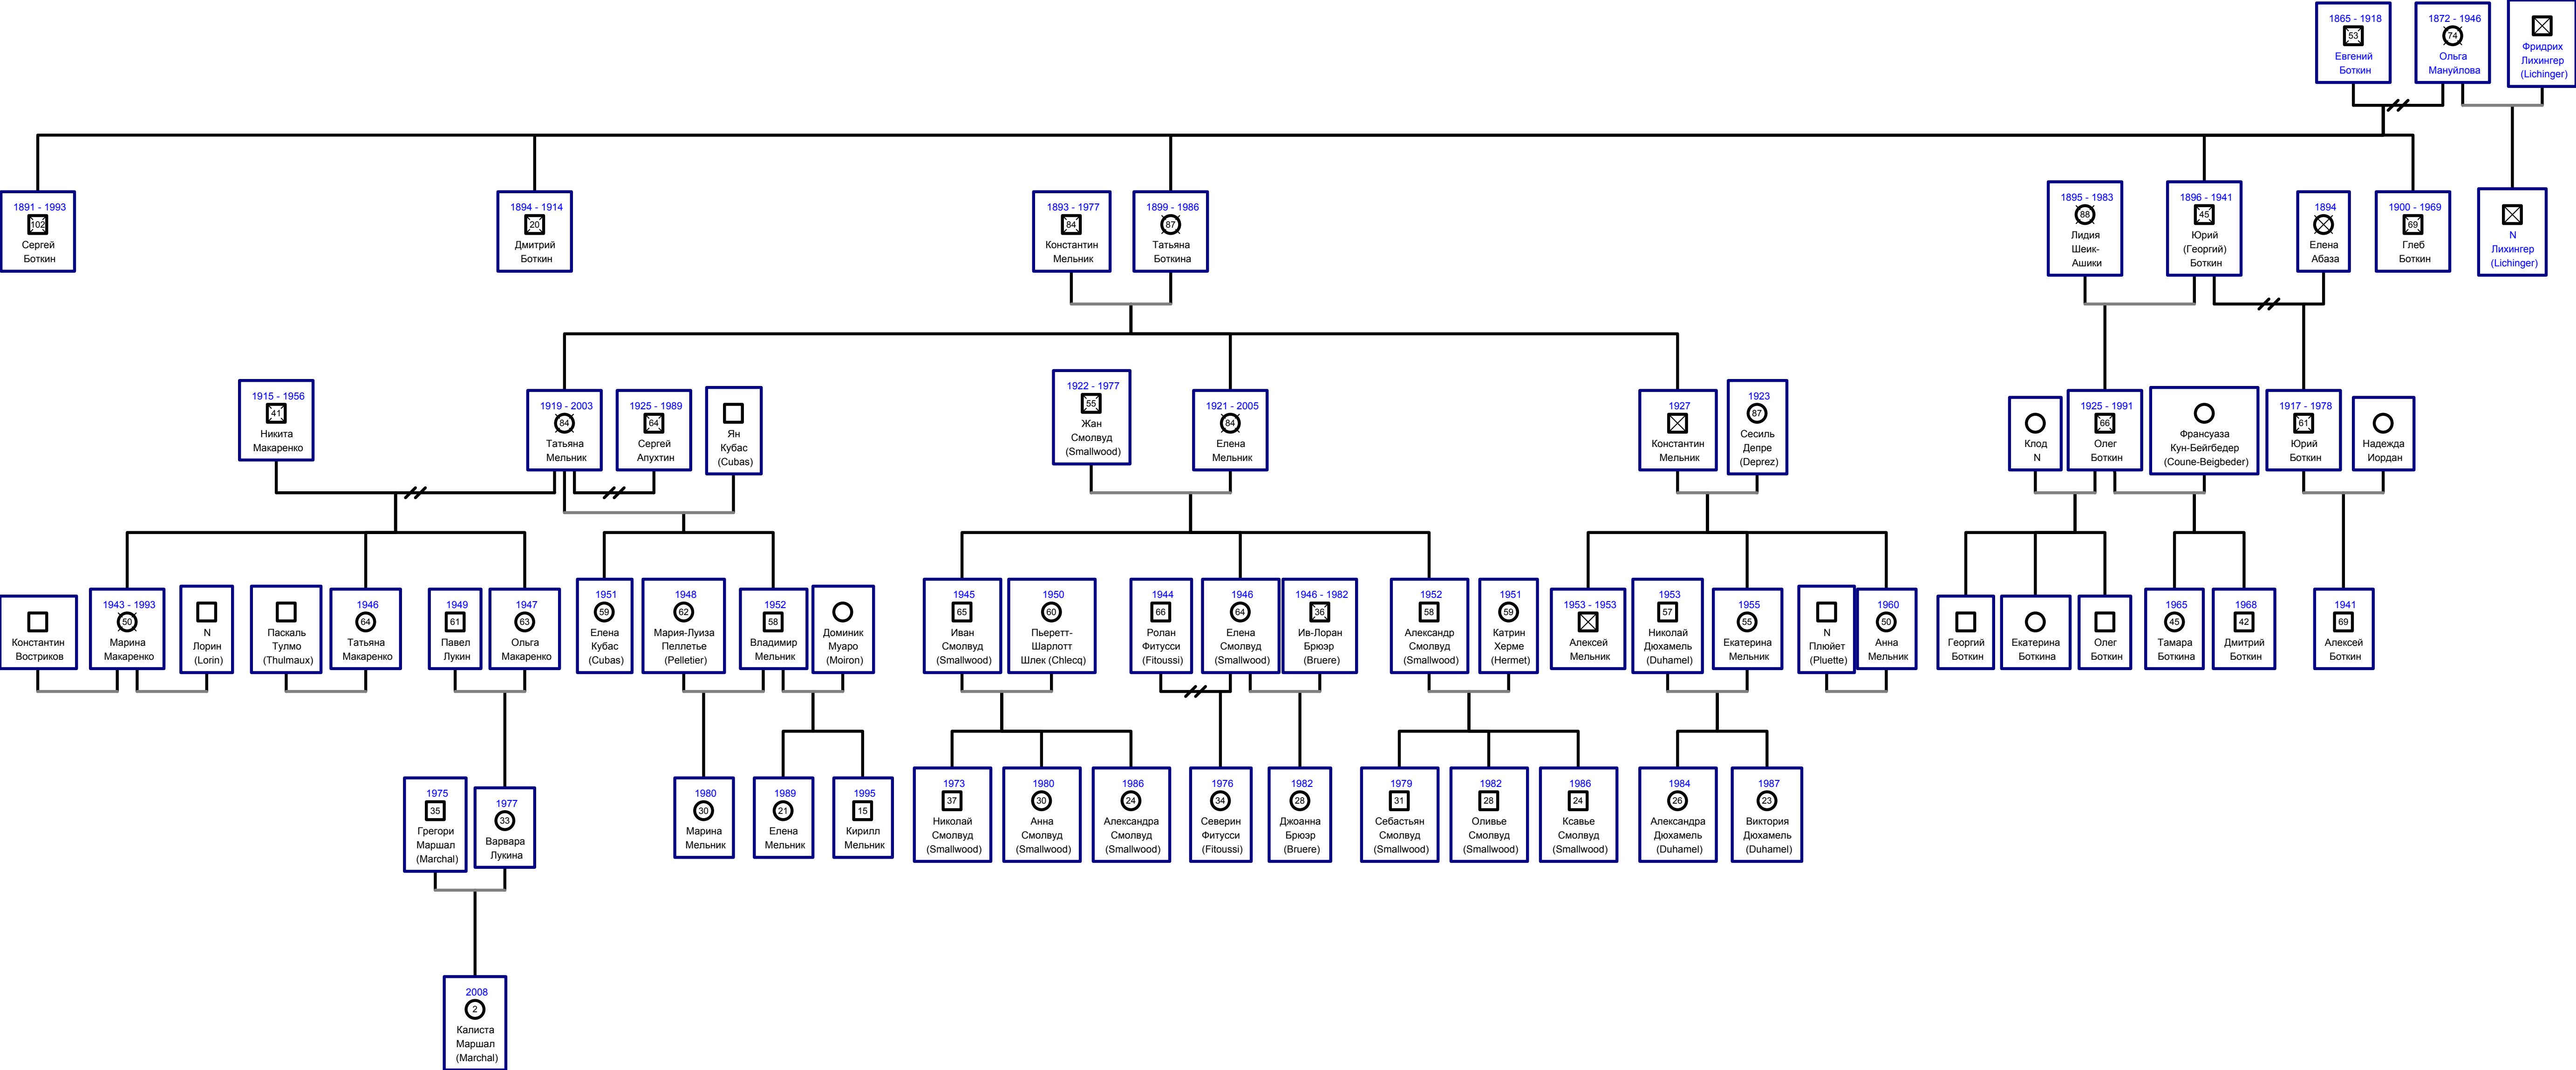 1865 - 1918
53
Евгений
Боткин
1872 - 1946
74
Ольга
Мануйлова
Фридрих
Лихингер
(Lichinger)
1891 - 1993
102
Сергей
Боткин
1894 - 1914
20
Дмитрий
Боткин
1893 - 1977
84
Константин
Мельник
1899 - 1986
87
Татьяна
Боткина
1895 - 1983
88
Лидия
Шеик-
Ашики
1896 - 1941
45
Юрий
(Георгий)
Боткин
1894
Елена
Абаза
1900 - 1969
69
Глеб
Боткин
N
Лихингер
(Lichinger)
1915 - 1956
41
Никита
Макаренко
1919 - 2003
84
Татьяна
Мельник
1925 - 1989
64
Сергей
Апухтин
Ян
Кубас
(Cubas)
1922 - 1977
55
Жан
Смолвуд
(Smallwood)
1921 - 2005
84
Елена
Мельник
1927
Константин
Мельник
1923
87
Сесиль
Депре
(Deprez)
Клод
N
1925 - 1991
66
Олег
Боткин
Франсуаза
Кун-Бейгбедер
(Coune-Beigbeder)
1917 - 1978
61
Юрий
Боткин
Надежда
Иордан
Константин
Востриков
1943 - 1993
50
Марина
Макаренко
N
Лорин
(Lorin)
Паскаль
Тулмо
(Thulmaux)
1946
64
Татьяна
Макаренко
1949
61
Павел
Лукин
1947
63
Ольга
Макаренко
1951
59
Елена
Кубас
(Cubas)
1948
62
Мария-Луиза
Пеллетье
(Pelletier)
1952
58
Владимир
Мельник
Доминик
Муаро
(Moiron)
1945
65
Иван
Смолвуд
(Smallwood)
1950
60
Пьеретт-
Шарлотт
Шлек (Chlecq)
1944
66
Ролан
Фитусси
(Fitoussi)
1946
64
Елена
Смолвуд
(Smallwood)
1946 - 1982
36
Ив-Лоран
Брюэр
(Bruere)
1952
58
Александр
Смолвуд
(Smallwood)
1951
59
Катрин
Херме
(Hermet)
1953 - 1953
Алексей
Мельник
1953
57
Николай
Дюхамель
(Duhamel)
1955
55
Екатерина
Мельник
N
Плюйет
(Pluette)
1960
50
Анна
Мельник
Георгий
Боткин
Екатерина
Боткина
Олег
Боткин
1965
45
Тамара
Боткина
1968
42
Дмитрий
Боткин
1941
69
Алексей
Боткин
1975
35
Грегори
Маршал
(Marchal)
1977
33
Варвара
Лукина
1980
30
Марина
Мельник
1989
21
Елена
Мельник
1995
15
Кирилл
Мельник
1973
37
Николай
Смолвуд
(Smallwood)
1980
30
Анна
Смолвуд
(Smallwood)
1986
24
Александра
Смолвуд
(Smallwood)
1976
34
Северин
Фитусси
(Fitoussi)
1982
28
Джоанна
Брюэр
(Bruere)
1979
31
Себастьян
Смолвуд
(Smallwood)
1982
28
Оливье
Смолвуд
(Smallwood)
1986
24
Ксавье
Смолвуд
(Smallwood)
1984
26
Александра
Дюхамель
(Duhamel)
1987
23
Виктория
Дюхамель
(Duhamel)
2008
2
Калиста
Маршал
(Marchal)